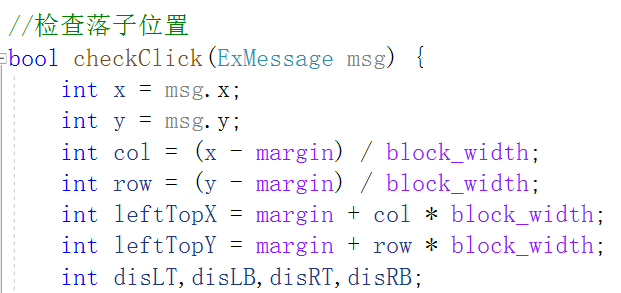 //检查落子位置
bool checkClick(ExMessage msg) {
int x = msg.x;
int y = msg.y;
int col = (x - margin) / block_width;
int row = (y - margin) / block_width;
int leftTopX = margin + col * block_width;
int leftTopY = margin + row * block_width;
int disLT,disLB,disRT,disRB;